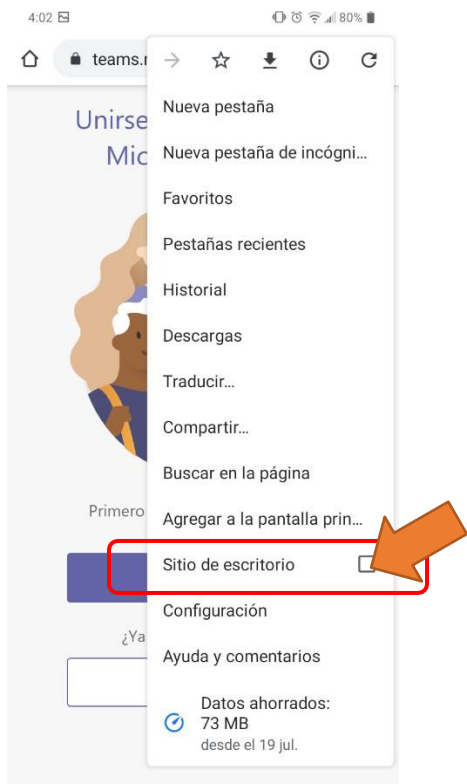 4:02
80%
teams.r
Unirse
Mic
Nueva pestaña
Nueva pestaña de incógni...
Favoritos
Pestañas recientes
Historial
Descargas
Traducir...
Compartir...
Buscar en la página
Primero
Agregar a la pantalla prin...
Sitio de escritorio
Configuración
¿Ya
Ayuda y comentarios
Datos ahorrados:
73 MB
desde el 19 jul.